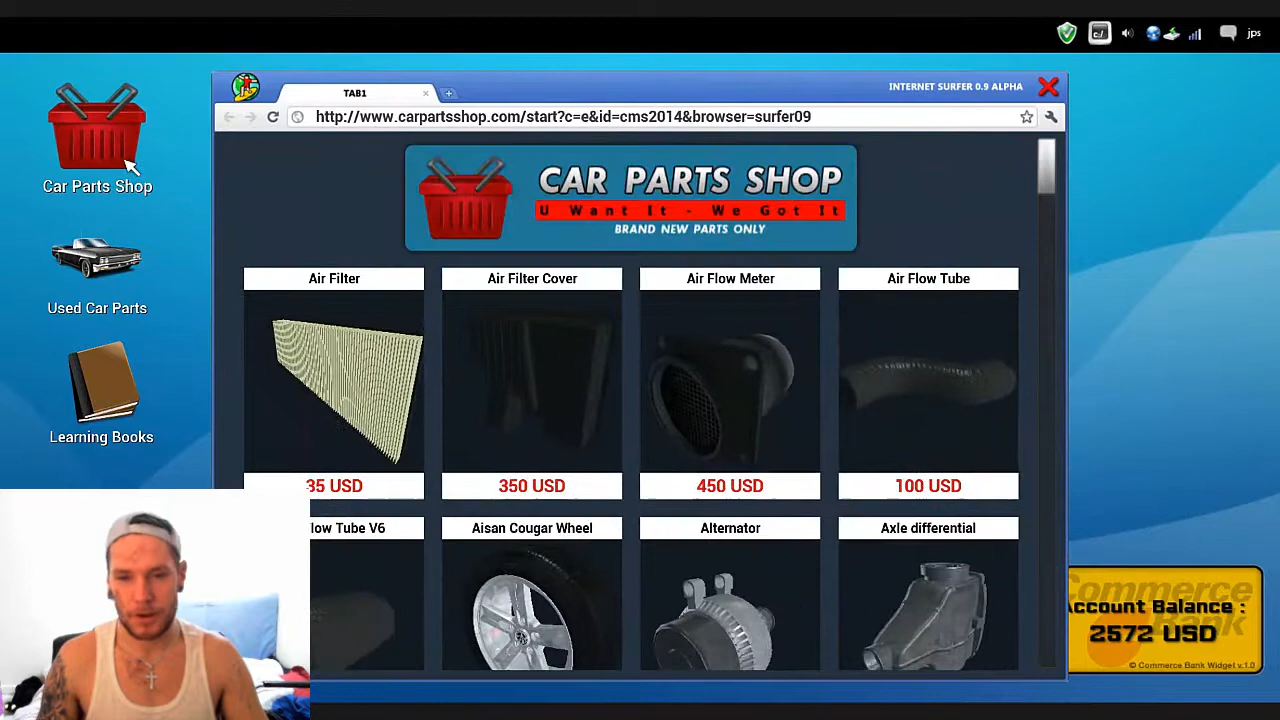 c:/
jps
TAB1
INTERNET SURFER 0.9 ALPHA
http://www.carpartsshop.com/start?c=e&id=cms2014&browser=surfer09
Car Parts Shop
Used Car Parts
Learning Books
CAR PARTS SHOP
U Want It - We Got It
BRAND NEW PARTS ONLY
Air Filter
Air Filter Cover
Air Flow Meter
Air Flow Tube
35 USD
350 USD
450 USD
100 USD
low Tube V6
Aisan Cougar Wheel
Alternator
Axle differential
Commerce Bank
Account Balance :
2572 USD
© Commerce Bank Widget v.1.0